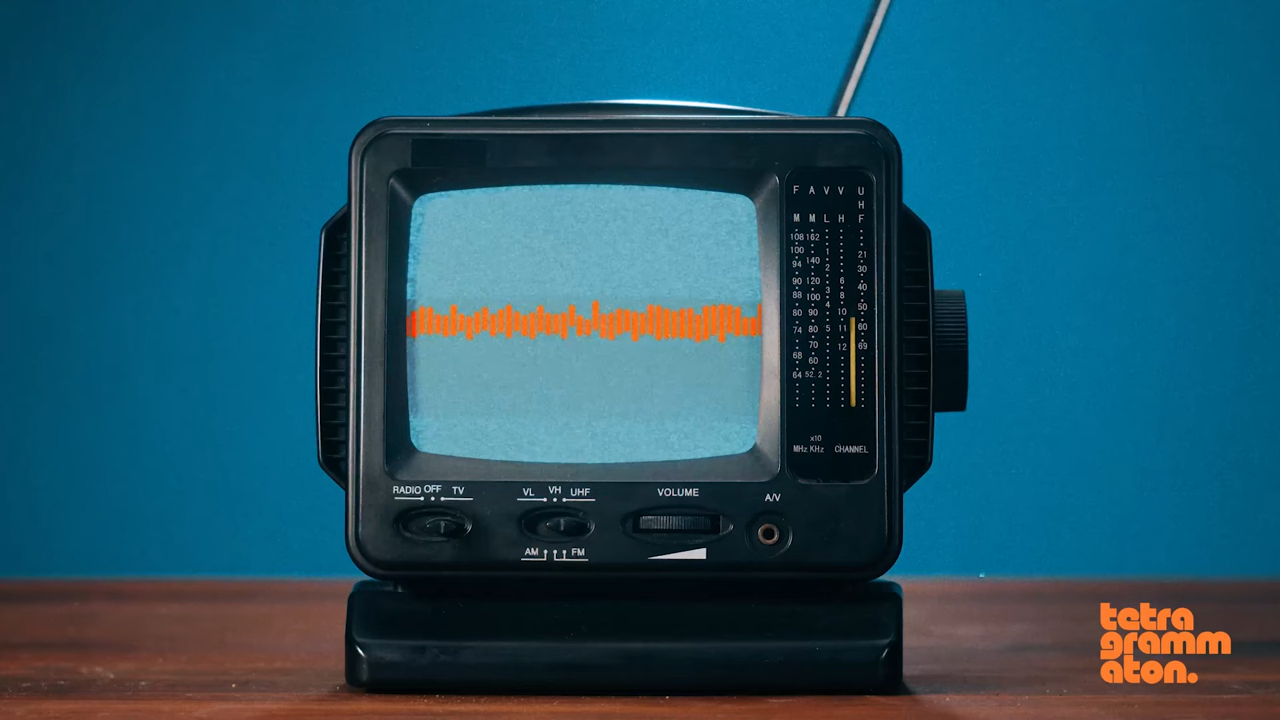 F A V V U
H
M M L H F
108 162
100 1
94 140 21
2 30
90 120 6 40
88 100 3 8
4 50
80 90 10
74 80 5 11 60
70 12 69
68 60
64 52.2
x10
MHz KHz CHANNEL
RADIO OFF TV
VL VH UHF
VOLUME
A/V
AM FM
tetra
gramm
aton.